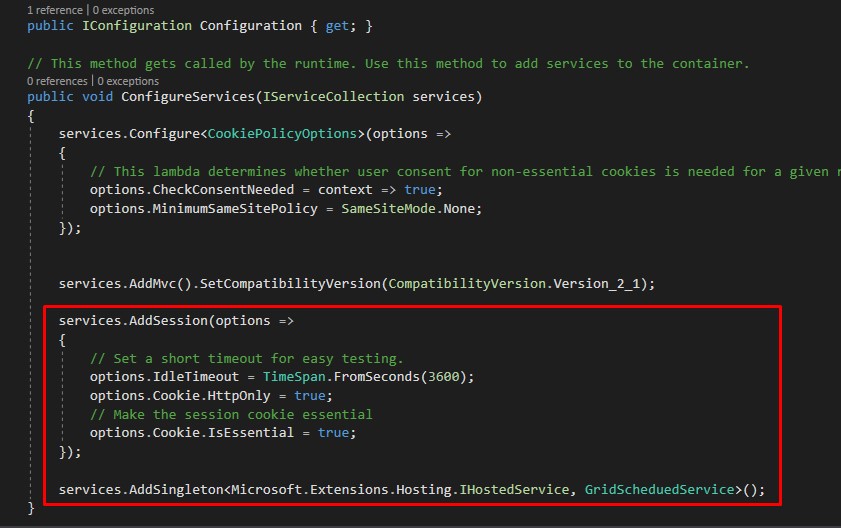 1 reference | 0 exceptions
public IConfiguration Configuration { get; }
// This method gets called by the runtime. Use this method to add services to the container.
0 references | 0 exceptions
public void ConfigureServices(IServiceCollection services)
{
services.Configure<CookiePolicyOptions>(options =>
{
// This lambda determines whether user consent for non-essential cookies is needed for a given
options.CheckConsentNeeded = context => true;
options.MinimumSameSitePolicy = SameSiteMode.None;
});
services.AddMvc().SetCompatibilityVersion(CompatibilityVersion.Version_2_1);
services.AddSession(options =>
{
// Set a short timeout for easy testing.
options.IdleTimeout = TimeSpan.FromSeconds(3600);
options.Cookie.HttpOnly = true;
// Make the session cookie essential
options.Cookie.IsEssential = true;
});
services.AddSingleton<Microsoft.Extensions.Hosting.IHostedService, GridScheduedService>();
}